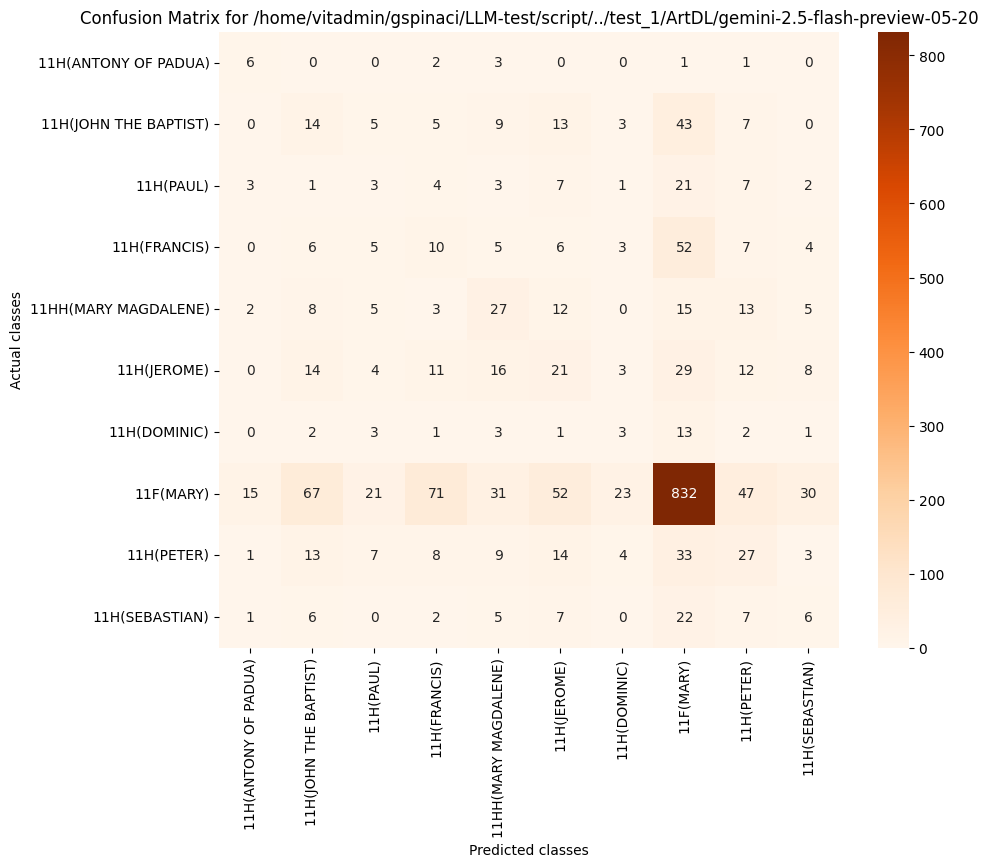 Confusion Matrix for /home/vitadmin/gspinaci/LLM-test/script/../test_1/ArtDL/gemini-2.5-flash-preview-05-20
Actual classes
11H(ANTONY OF PADUA) 6 0 0 2 3 0 0 1 1 0
11H(JOHN THE BAPTIST) 0 14 5 5 9 13 3 43 7 0
11H(PAUL) 3 1 3 4 3 7 1 21 7 2
11H(FRANCIS) 0 6 5 10 5 6 3 52 7 4
11HH(MARY MAGDALENE) 2 8 5 3 27 12 0 15 13 5
11H(JEROME) 0 14 4 11 16 21 3 29 12 8
11H(DOMINIC) 0 2 3 1 3 1 3 13 2 1
11F(MARY) 15 67 21 71 31 52 23 832 47 30
11H(PETER) 1 13 7 8 9 14 4 33 27 3
11H(SEBASTIAN) 1 6 0 2 5 7 0 22 7 6
11H(ANTONY OF PADUA)
11H(JOHN THE BAPTIST)
11H(PAUL)
11H(FRANCIS)
11HH(MARY MAGDALENE)
11H(JEROME)
11H(DOMINIC)
11F(MARY)
11H(PETER)
11H(SEBASTIAN)
Predicted classes
800
700
600
500
400
300
200
100
0